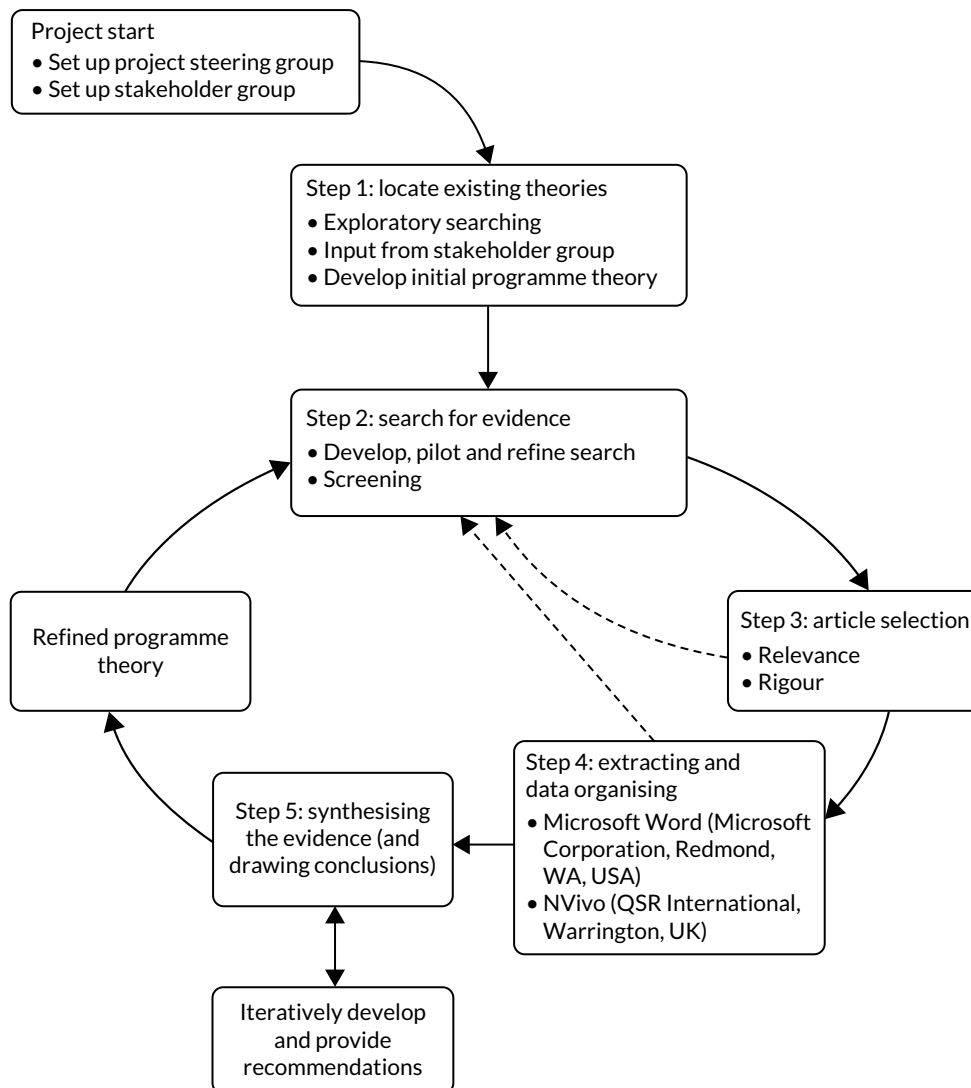 Project start
• Set up project steering group
• Set up stakeholder group
Step 1: locate existing theories
• Exploratory searching
• Input from stakeholder group
• Develop initial programme theory
Step 2: search for evidence
• Develop, pilot and refine search
• Screening
Refined programme
theory
Step 3: article selection
• Relevance
• Rigour
Step 4: extracting and
data organising
• Microsoft Word (Microsoft
Corporation, Redmond,
WA, USA)
• NVivo (QSR International,
Warrington, UK)
Step 5: synthesising
the evidence (and
drawing conclusions)
Iteratively develop
and provide
recommendations